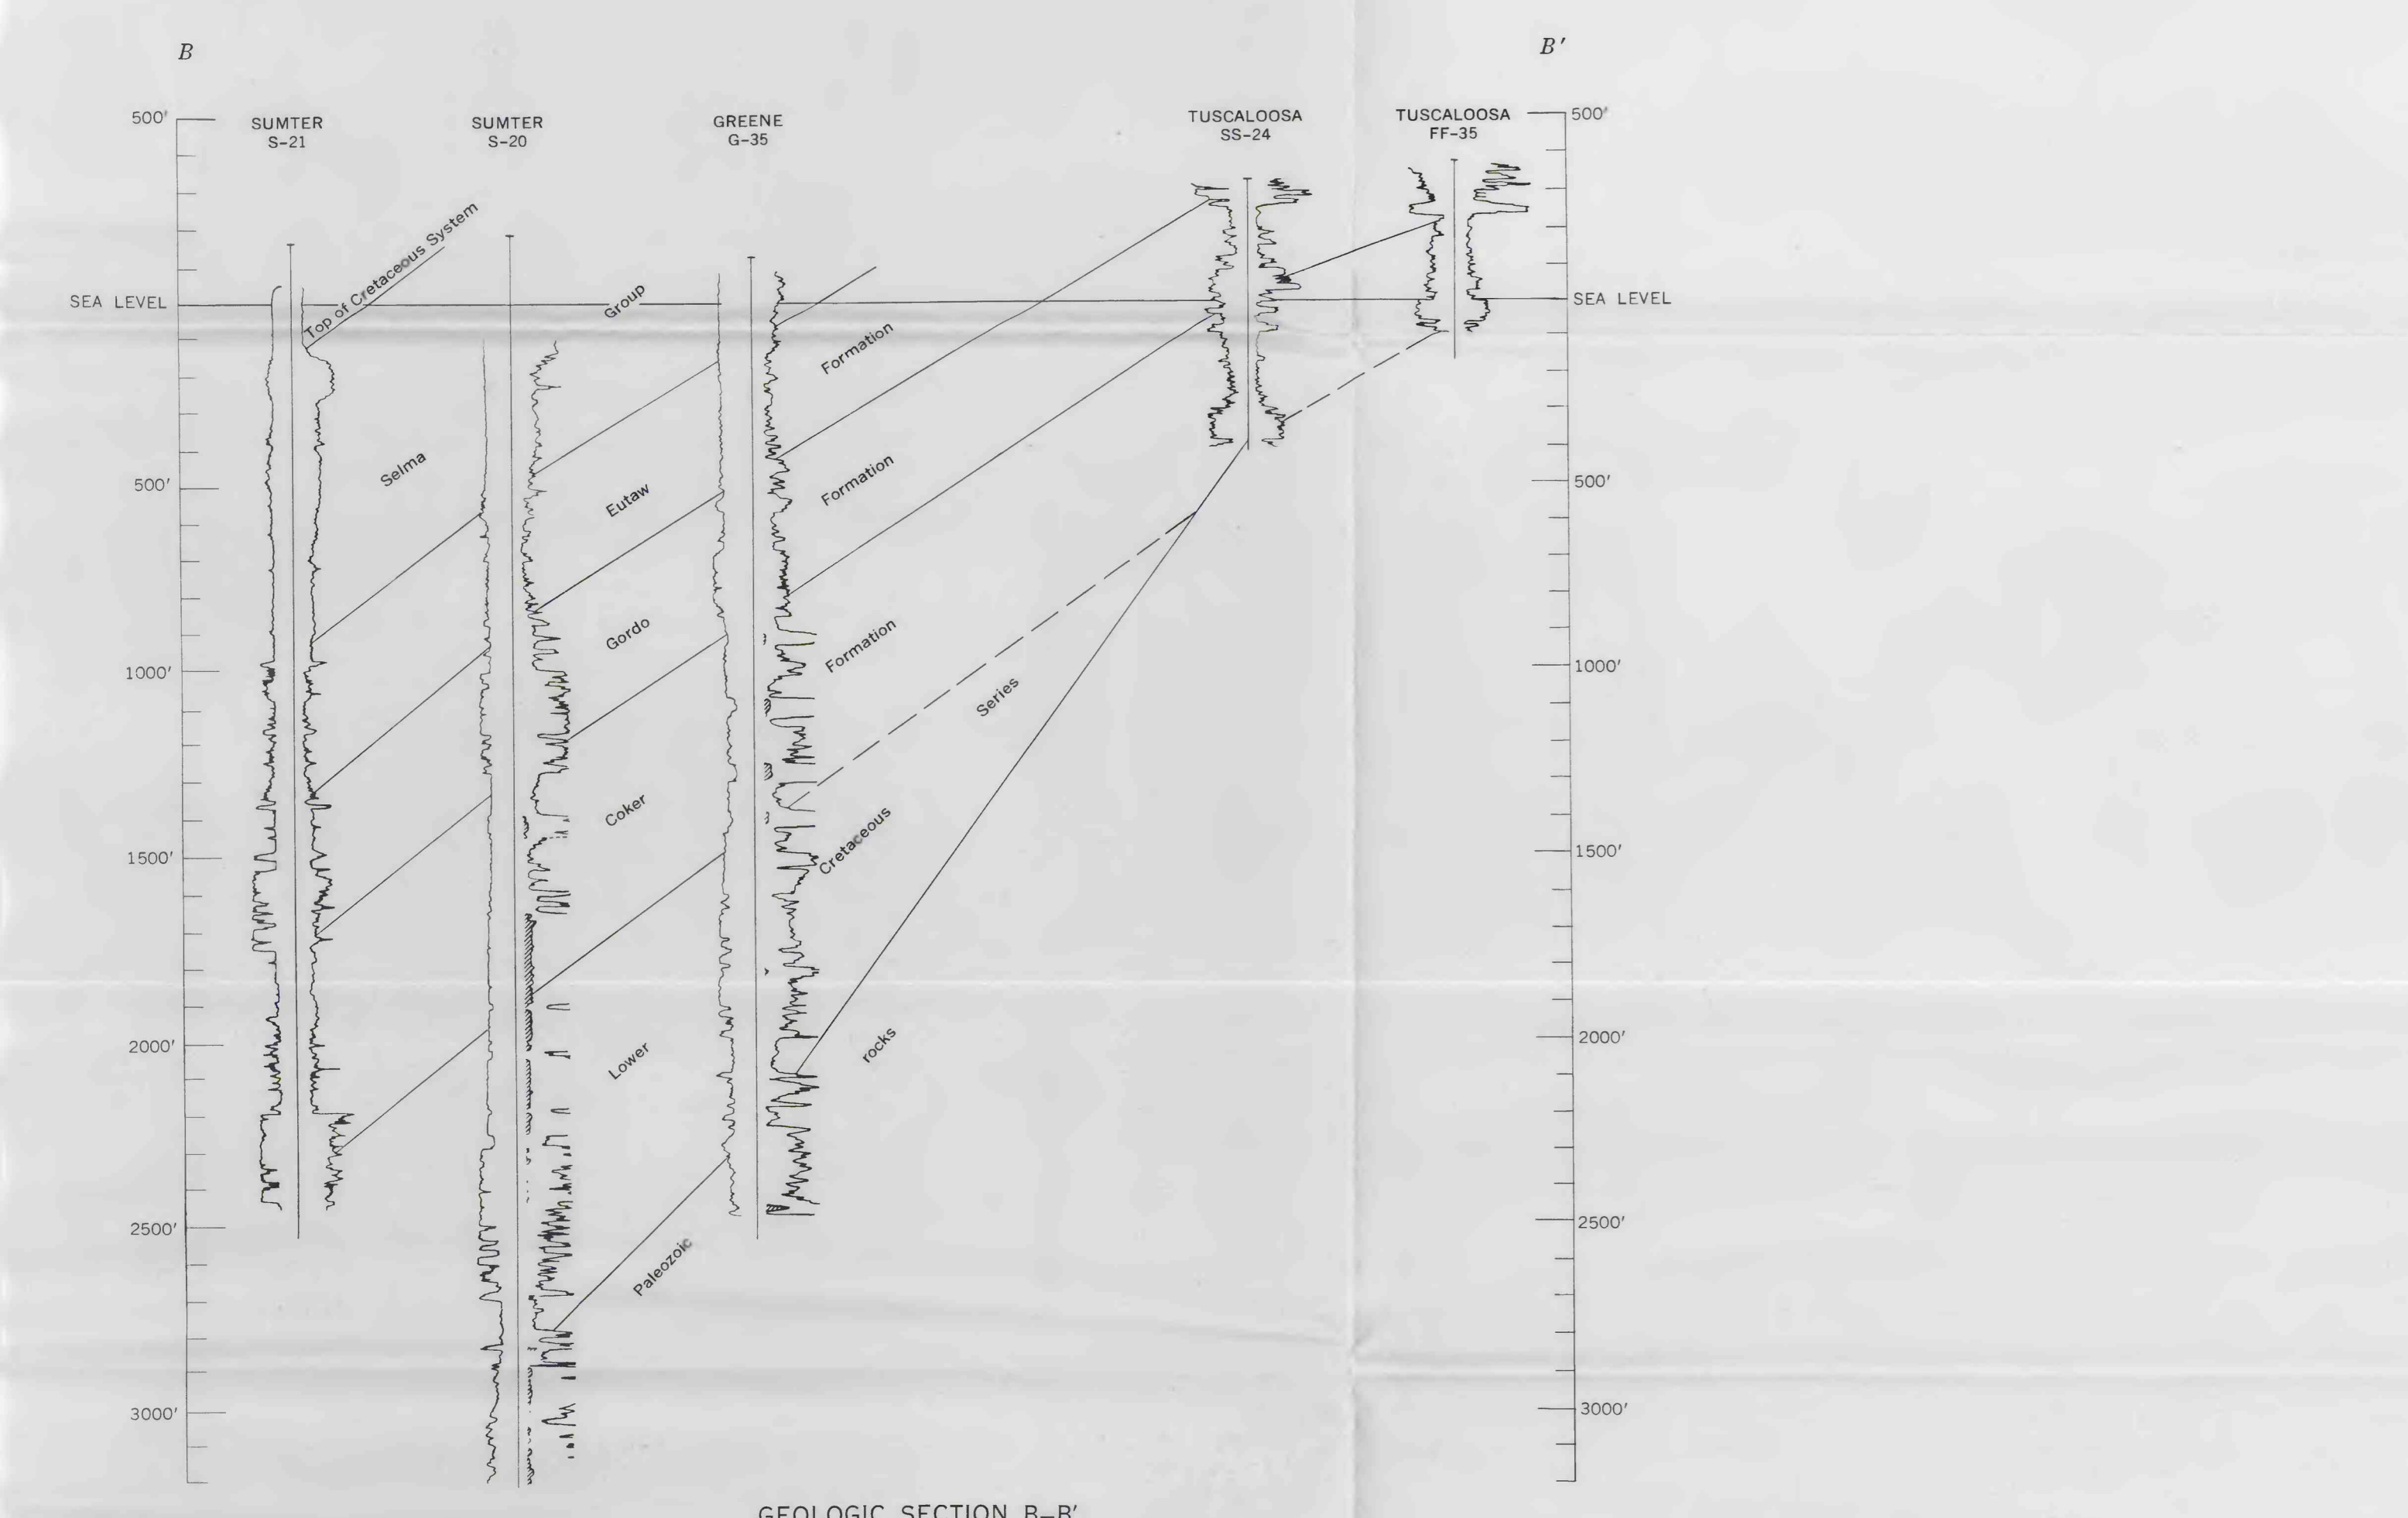 B
B′
500′
SUMTER
S-21
SUMTER
S-20
GREENE
G-35
TUSCALOOSA
SS-24
TUSCALOOSA
FF-35
500′
Top of Cretaceous System
SEA LEVEL
Group
SEA LEVEL
Formation
Selma
500′
Eutaw
Formation
500′
Gordo
Formation
1000′
Series
1000′
Coker
Cretaceous
1500′
1500′
2000′
Lower
rocks
2000′
2500′
Paleozoic
2500′
3000′
3000′
GEOLOGIC SECTION B–B′